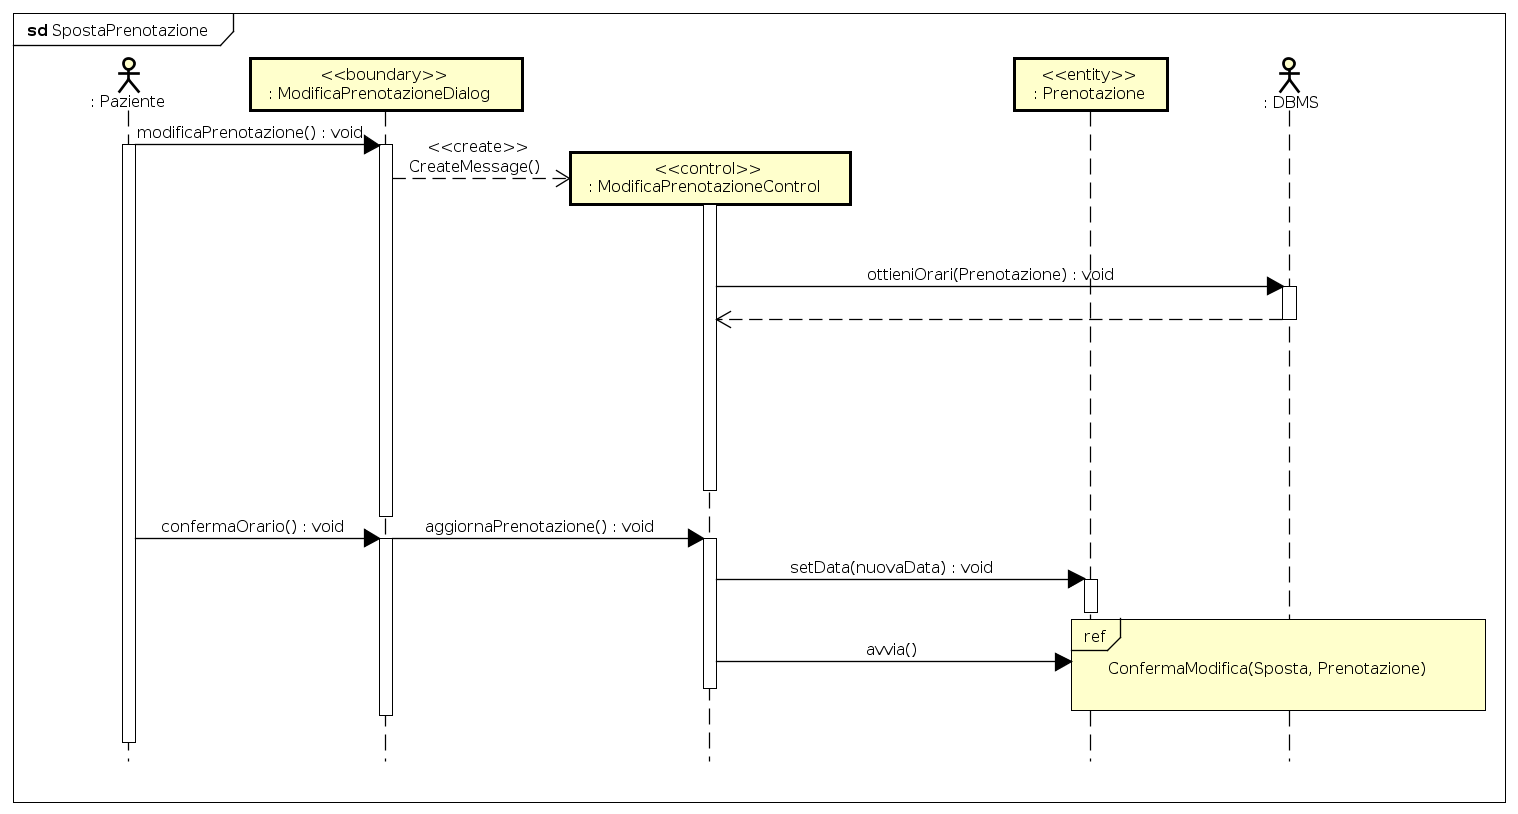 sd SpostaPrenotazione
: Paziente
<<boundary>>
: ModificaPrenotazioneDialog
<<entity>>
: Prenotazione
: DBMS
modificaPrenotazione() : void
<<create>>
CreateMessage()
<<control>>
: ModificaPrenotazioneControl
ottieniOrari(Prenotazione) : void
confermaOrario() : void
aggiornaPrenotazione() : void
setData(nuovaData) : void
ref
avvia()
ConfermaModifica(Sposta, Prenotazione)